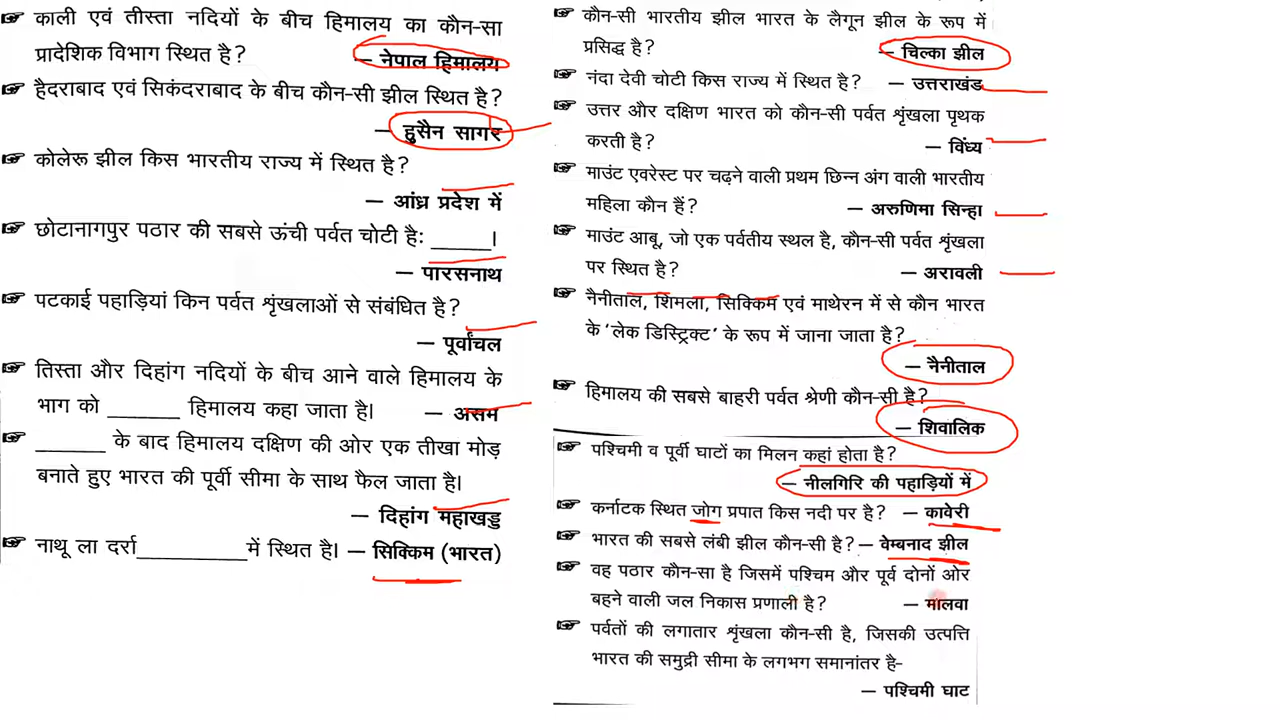 ☞ काली एवं तीस्ता नदियों के बीच हिमालय का कौन-सा
प्रादेशिक विभाग स्थित है?
– नेपाल हिमालय
☞ हैदराबाद एवं सिकंदराबाद के बीच कौन-सी झील स्थित है?
– हुसैन सागर
☞ कोलेरू झील किस भारतीय राज्य में स्थित है?
– आंध्र प्रदेश में
☞ छोटानागपुर पठार की सबसे ऊंची पर्वत चोटी है: ______।
– पारसनाथ
☞ पटकाई पहाड़ियां किन पर्वत शृंखलाओं से संबंधित है?
– पूर्वांचल
☞ तिस्ता और दिहांग नदियों के बीच आने वाले हिमालय के
भाग को _______ हिमालय कहा जाता है। – असम
☞ _______ के बाद हिमालय दक्षिण की ओर एक तीखा मोड़
बनाते हुए भारत की पूर्वी सीमा के साथ फैल जाता है।
– दिहांग महाखड्ड
☞ नाथू ला दर्रा__________में स्थित है। – सिक्किम (भारत)
☞ कौन-सी भारतीय झील भारत के लैगून झील के रूप में
प्रसिद्ध है? – चिल्का झील
☞ नंदा देवी चोटी किस राज्य में स्थित है? – उत्तराखंड
☞ उत्तर और दक्षिण भारत को कौन-सी पर्वत शृंखला पृथक
करती है? – विंध्य
☞ माउंट एवरेस्ट पर चढ़ने वाली प्रथम छिन्न अंग वाली भारतीय
महिला कौन हैं? – अरुणिमा सिन्हा
☞ माउंट आबू, जो एक पर्वतीय स्थल है, कौन-सी पर्वत शृंखला
पर स्थित है? – अरावली
☞ नैनीताल, शिमला, सिक्किम एवं माथेरन में से कौन भारत
के ‘लेक डिस्ट्रिक्ट’ के रूप में जाना जाता है?
– नैनीताल
☞ हिमालय की सबसे बाहरी पर्वत श्रेणी कौन-सी है?
– शिवालिक
☞ पश्चिमी व पूर्वी घाटों का मिलन कहां होता है?
– नीलगिरि की पहाड़ियों में
☞ कर्नाटक स्थित जोग प्रपात किस नदी पर है? – कावेरी
☞ भारत की सबसे लंबी झील कौन-सी है? – वेम्बनाद झील
☞ वह पठार कौन-सा है जिसमें पश्चिम और पूर्व दोनों ओर
बहने वाली जल निकास प्रणाली है? – मालवा
☞ पर्वतों की लगातार शृंखला कौन-सी है, जिसकी उत्पत्ति
भारत की समुद्री सीमा के लगभग समानांतर है–
– पश्चिमी घाट